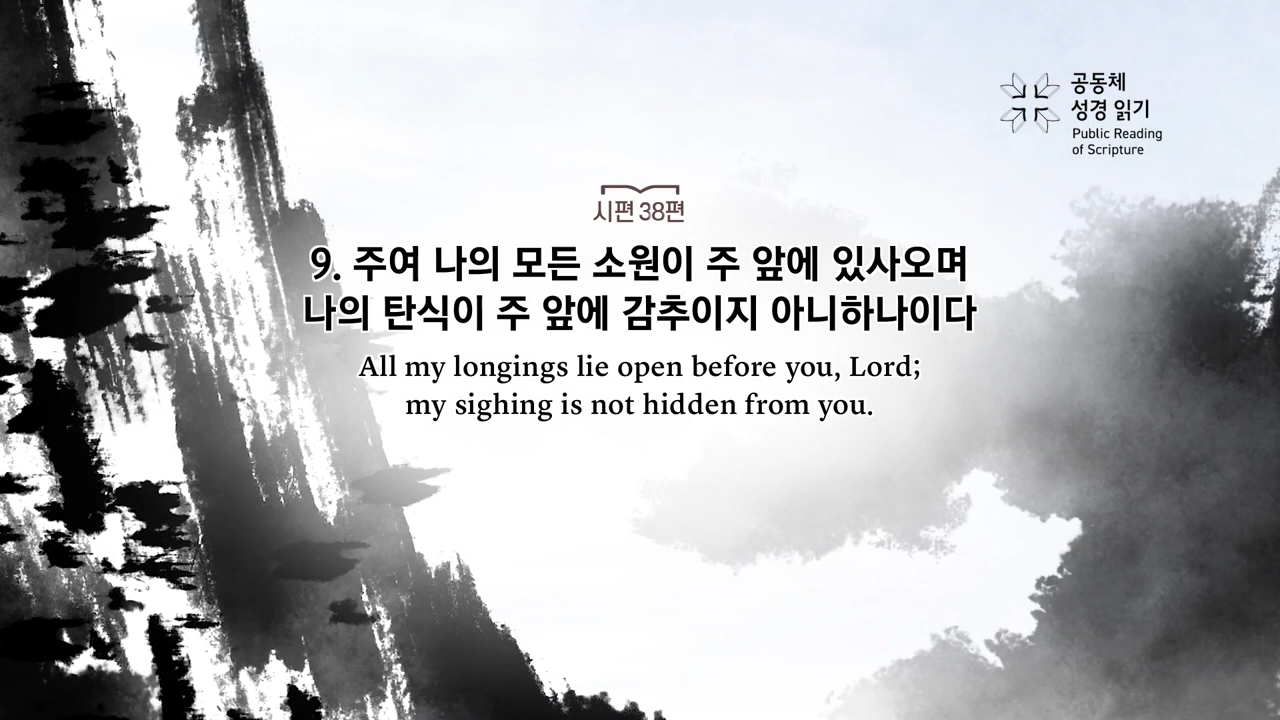 공동체
성경 읽기
Public Reading
of Scripture
시편 38편
9. 주여 나의 모든 소원이 주 앞에 있사오며
나의 탄식이 주 앞에 감추이지 아니하나이다
All my longings lie open before you, Lord;
my sighing is not hidden from you.